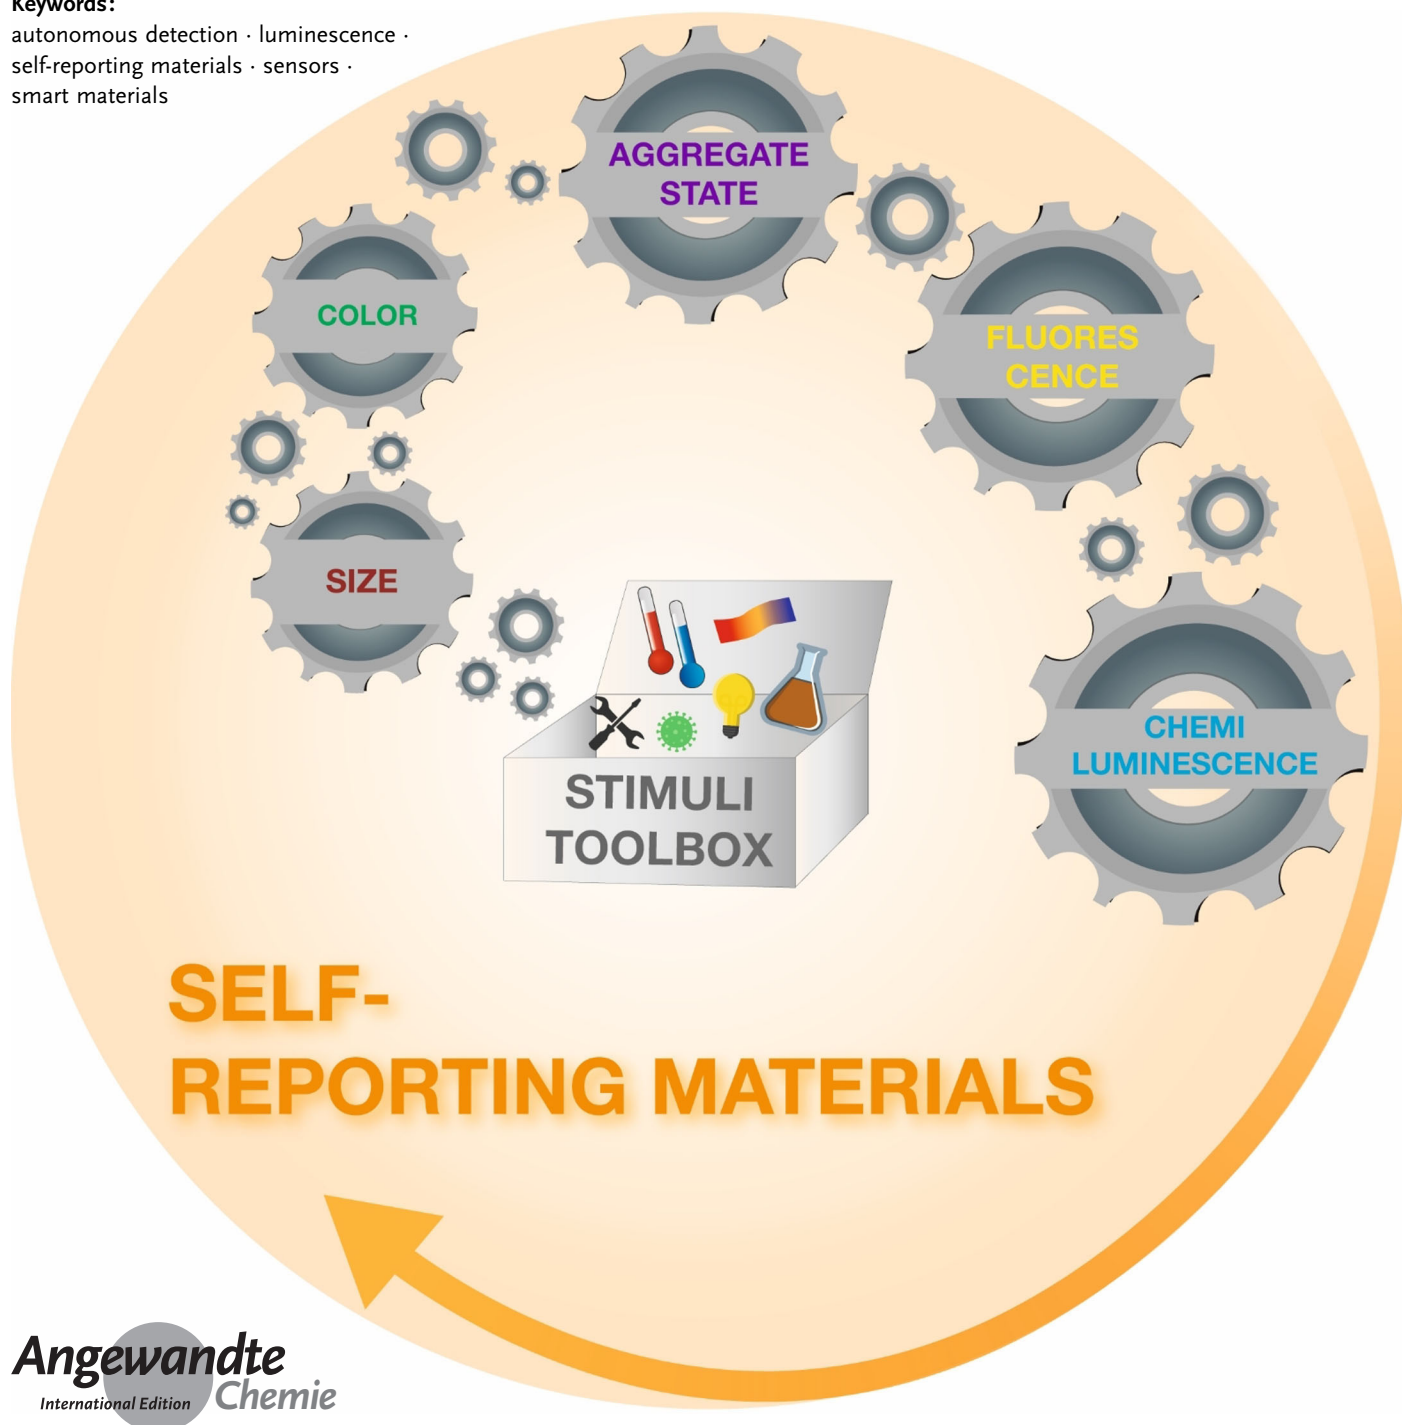 Keywords:
autonomous detection · luminescence ·
self-reporting materials · sensors ·
smart materials
AGGREGATE
STATE
COLOR
FLUORES
CENCE
SIZE
CHEMI
LUMINESCENCE
STIMULI
TOOLBOX
SELF-
REPORTING MATERIALS
Angewandte
International Edition Chemie